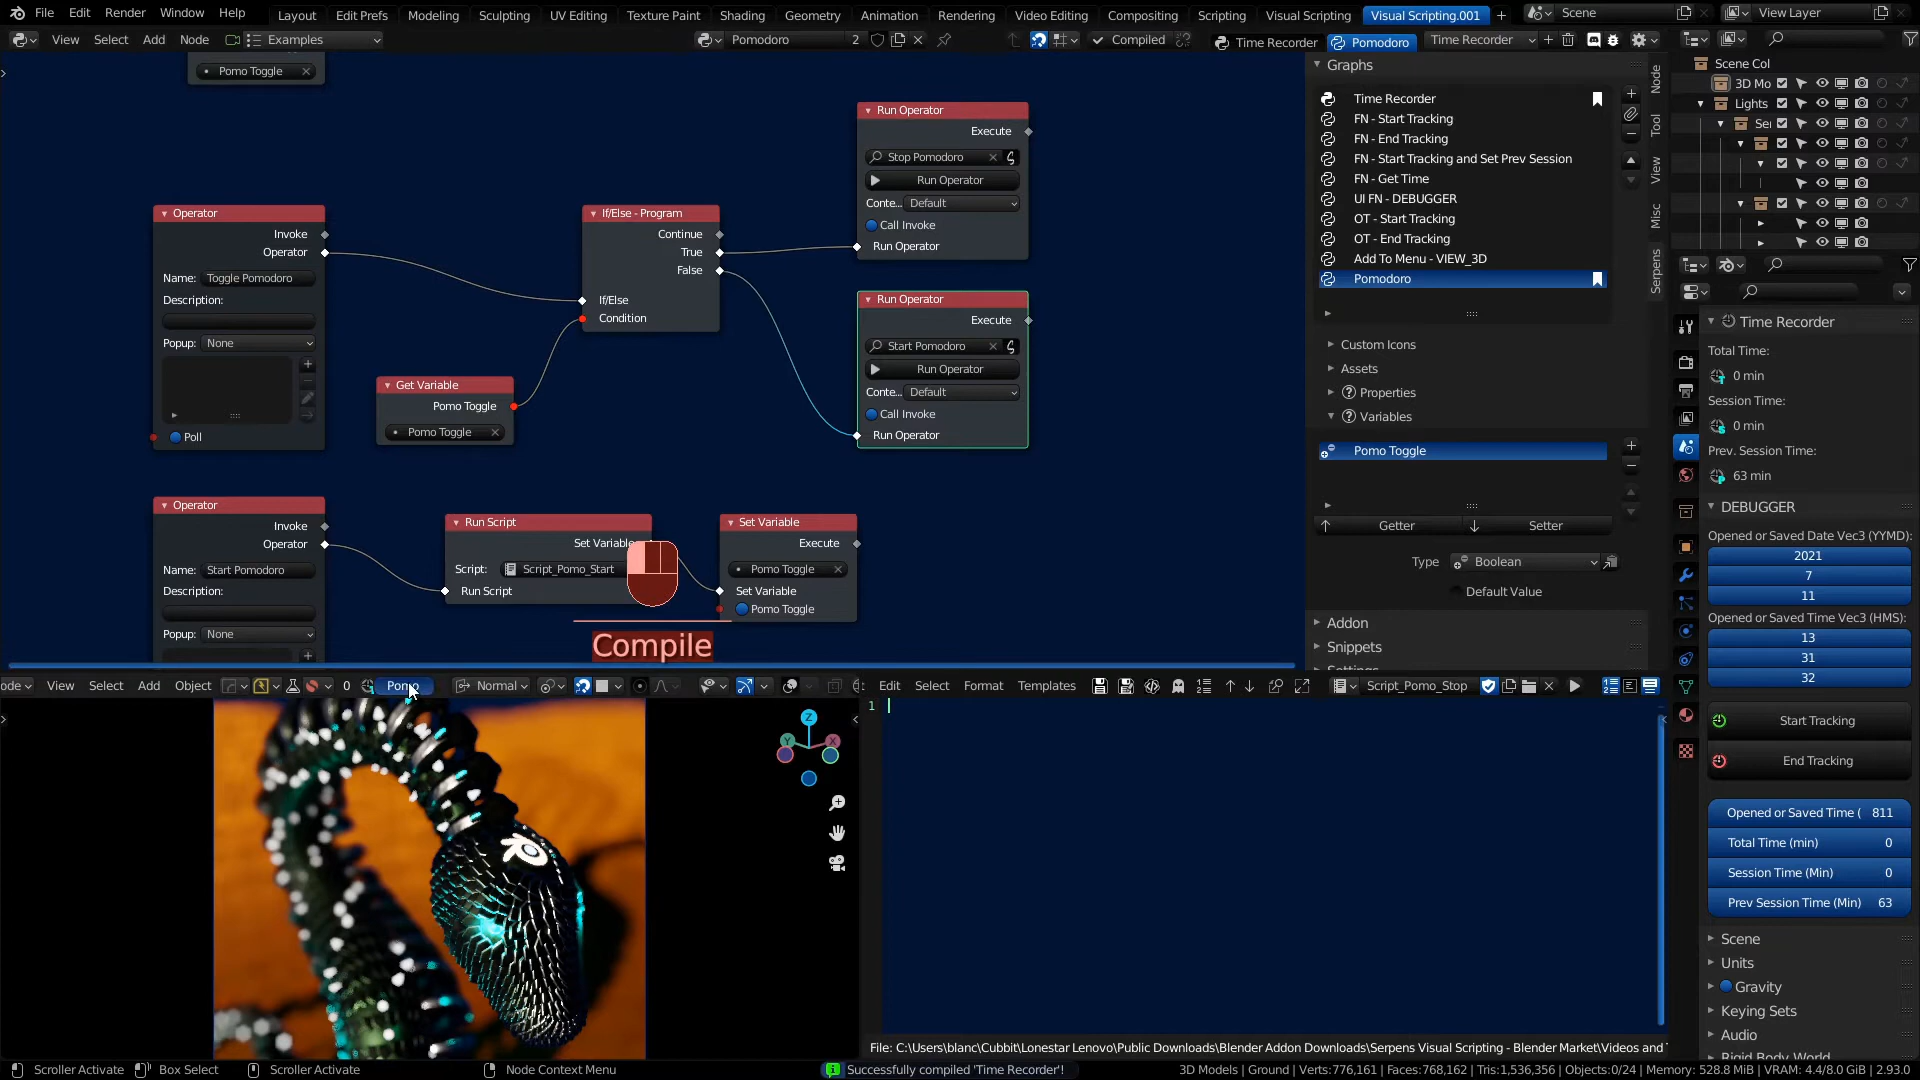 File Edit Render Window Help Layout Edit Prefs Modeling Sculpting UV Editing Texture Paint Shading Geometry Animation Rendering Video Editing Compositing Scripting Visual Scripting Visual Scripting.001 + Scene View Layer
View Select Add Node Examples Pomodoro 2 Compiled Time Recorder Pomodoro Time Recorder
Pomo Toggle
Run Operator
Execute
Stop Pomodoro
Run Operator
Conte... Default
Call Invoke
Run Operator
Operator
Invoke
Operator
Name: Toggle Pomodoro
Description:
Popup: None
Poll
If/Else - Program
Continue
True
False
If/Else
Condition
Get Variable
Pomo Toggle
Pomo Toggle
Run Operator
Execute
Start Pomodoro
Run Operator
Conte... Default
Call Invoke
Run Operator
Operator
Invoke
Operator
Name: Start Pomodoro
Description:
Popup: None
Run Script
Set Variable
Script: Script_Pomo_Start
Run Script
Set Variable
Execute
Pomo Toggle
Set Variable
Pomo Toggle
Compile
Graphs
Time Recorder
FN - Start Tracking
FN - End Tracking
FN - Start Tracking and Set Prev Session
FN - Get Time
UI FN - DEBUGGER
OT - Start Tracking
OT - End Tracking
Add To Menu - VIEW_3D
Pomodoro
Custom Icons
Assets
Properties
Variables
Pomo Toggle
Getter Setter
Type Boolean
Default Value
Addon
Snippets
Node
Tool
View
Misc
Serpens
Scene Col
3D Mo
Lights
Ser
Time Recorder
Total Time:
0 min
Session Time:
0 min
Prev. Session Time:
63 min
DEBUGGER
Opened or Saved Date Vec3 (YYMD):
2021
7
11
Opened or Saved Time Vec3 (HMS):
13
31
32
Start Tracking
End Tracking
Opened or Saved Time ( 811
Total Time (min) 0
Session Time (Min) 0
Prev Session Time (Min) 63
Scene
Units
Gravity
Keying Sets
Audio
Rigid Body World
ode View Select Add Object 0 Pomo Normal
Edit Select Format Templates Script_Pomo_Stop
1
Z
Y X
File: C:\Users\blanc\Cubbit\Lonestar Lenovo\Public Downloads\Blender Addon Downloads\Serpens Visual Scripting - Blender Market\Videos and
Scroller Activate Box Select Scroller Activate Node Context Menu Successfully compiled 'Time Recorder'! 3D Models | Ground | Verts:776,161 | Faces:768,162 | Tris:1,536,356 | Objects:0/24 | Memory: 528.8 MiB | VRAM: 4.4/8.0 GiB | 2.93.0